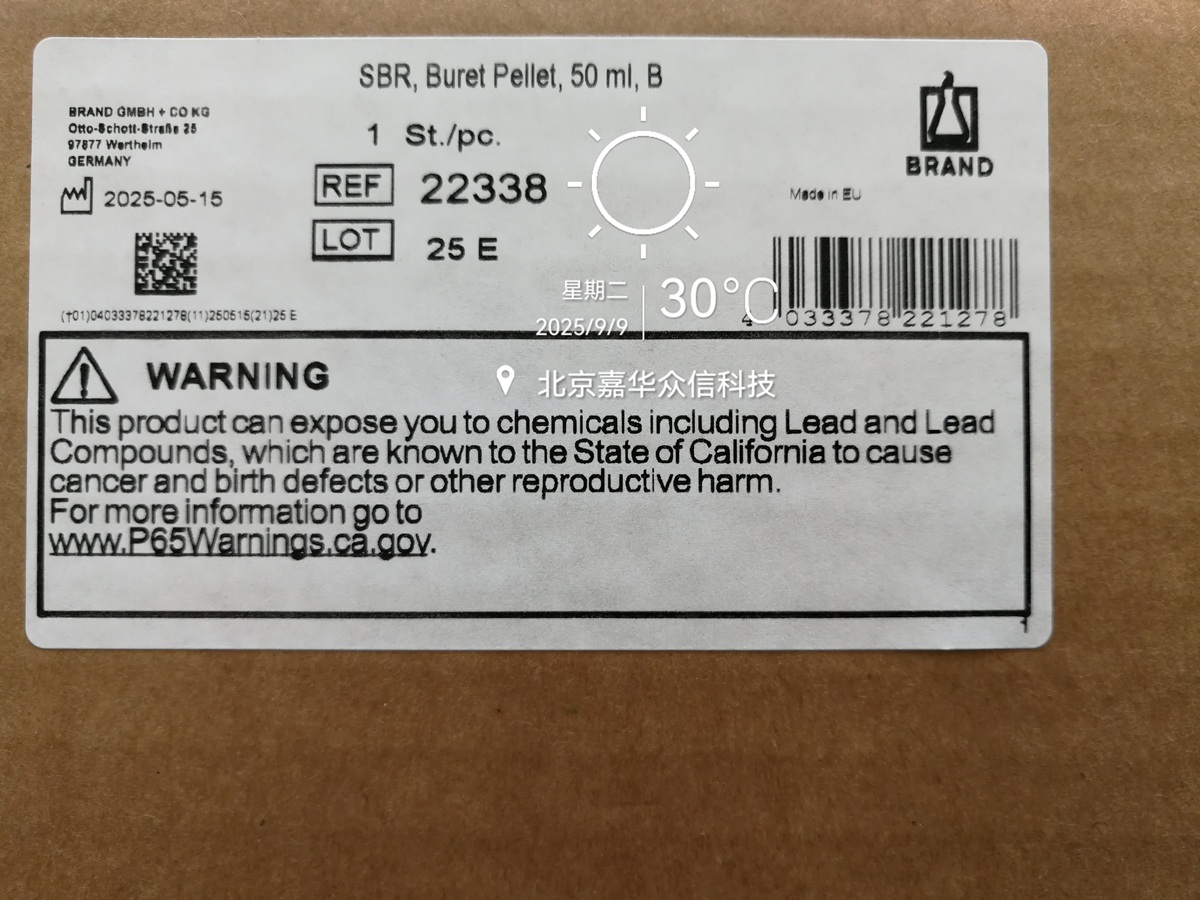 SBR, Buret Pellet, 50 ml, B
BRAND GMBH + CO KG
Otto-Schott-Straße 25
97877 Wertheim
GERMANY
2025-05-15
1 St./pc.
REF 22338
LOT 25 E
BRAND
Made in EU
(†01)04033378221278(11)250515(21)25 E
4 033378 221278
星期二
2025/9/9
30°C
北京嘉华众信科技
WARNING
This product can expose you to chemicals including Lead and Lead
Compounds, which are known to the State of California to cause
cancer and birth defects or other reproductive harm.
For more information go to
www.P65Warnings.ca.gov.
1